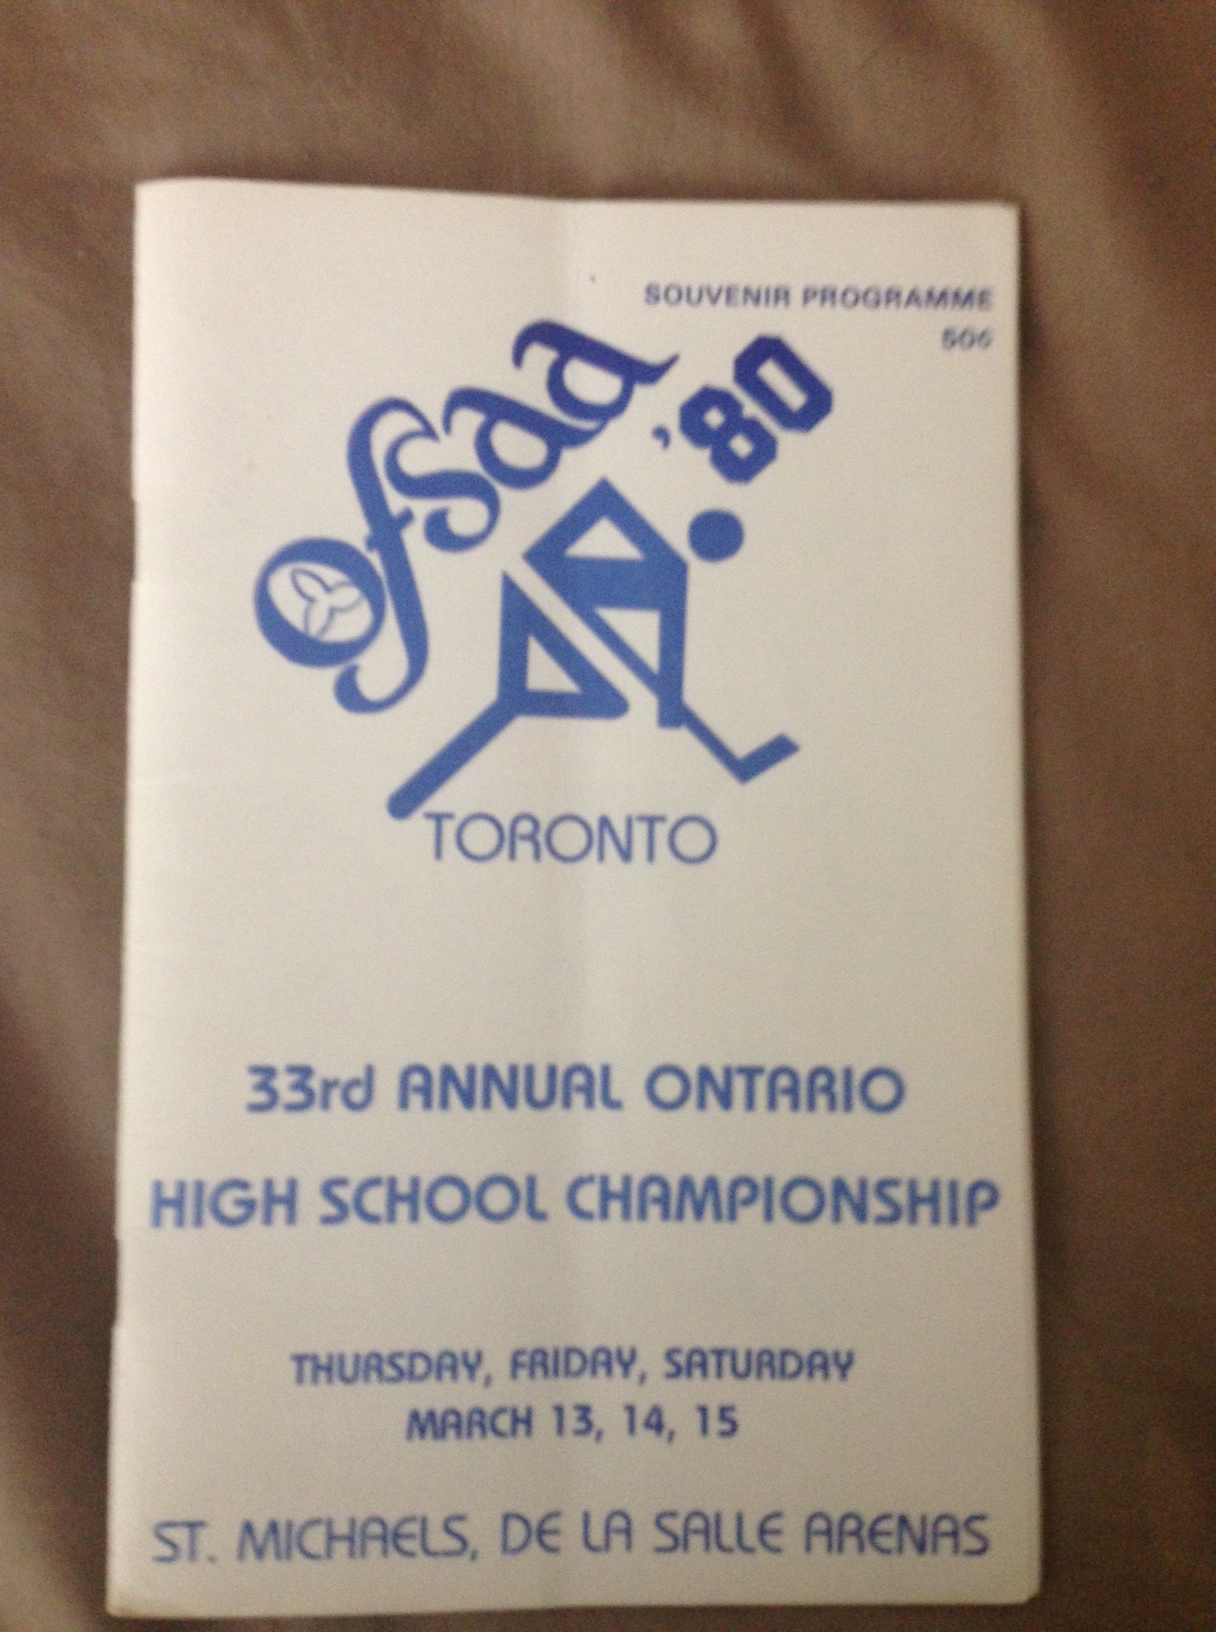 SOUVENIR PROGRAMME
50¢
Ofsaa '80
TORONTO
33rd ANNUAL ONTARIO
HIGH SCHOOL CHAMPIONSHIP
THURSDAY, FRIDAY, SATURDAY
MARCH 13, 14, 15
ST. MICHAELS, DE LA SALLE ARENAS